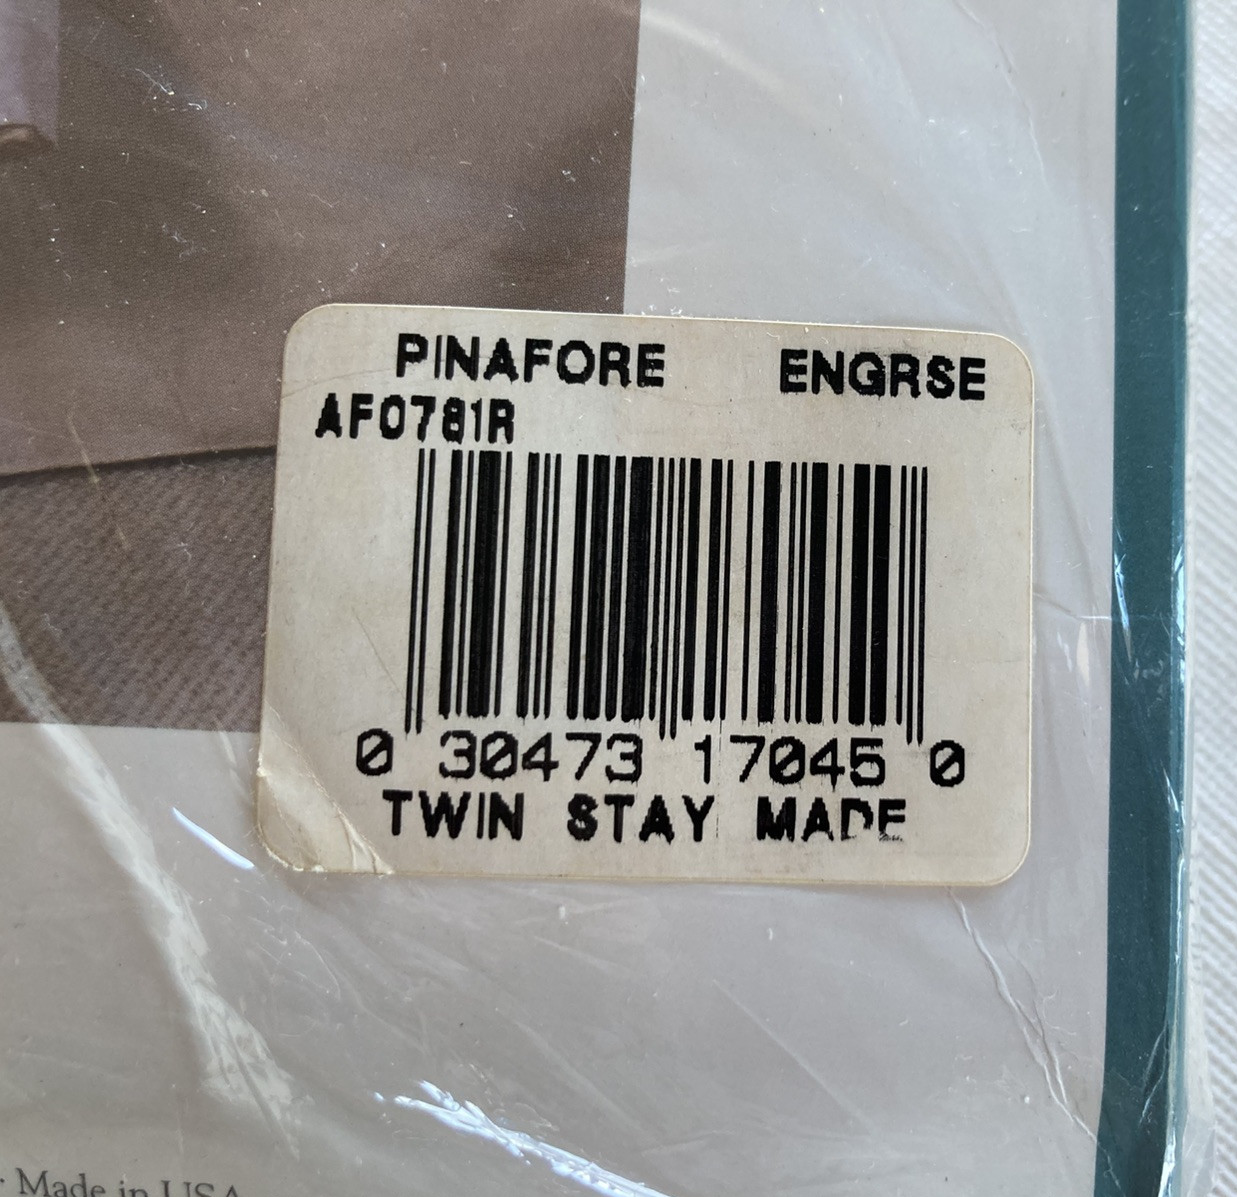 PINAFORE ENGRSE
AF0781R
0 30473 17045 0
TWIN STAY MADE
Made in USA